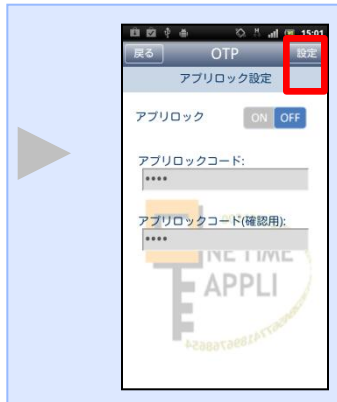 15:01
戻る OTP 設定
アプリロック設定
アプリロック ON OFF
アプリロックコード:
••••
アプリロックコード(確認用):
••••
NE TIME
APPLI